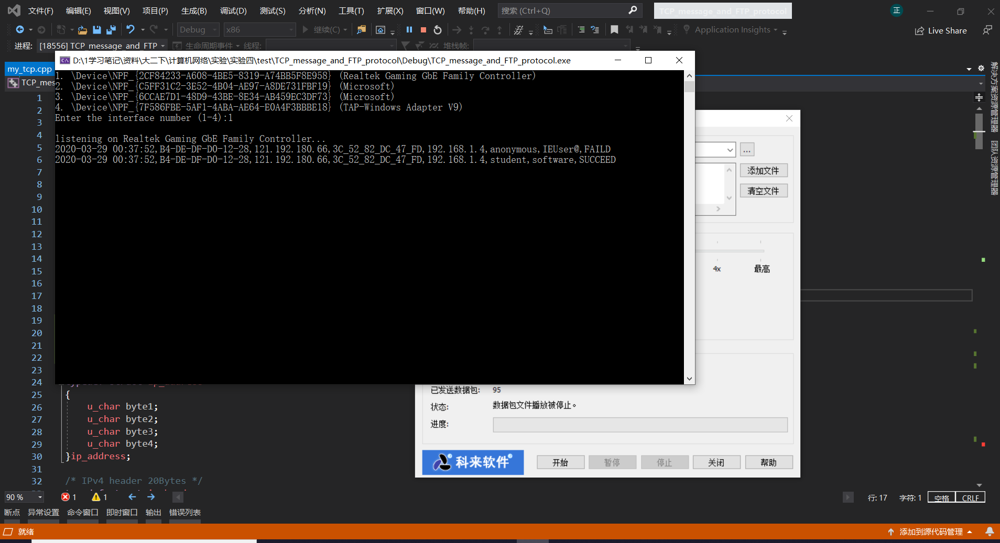 文件(F) 编辑(E) 视图(V) 项目(P) 生成(B) 调试(D) 测试(S) 分析(N) 工具(T) 扩展(X) 窗口(W) 帮助(H) 搜索 (Ctrl+Q) TCP_message_and_FTP_protocol 正
Debug x86 继续(C) Application Insights Live Share
进程: [18556] TCP_message_and_FTP 生命周期事件 线程: 堆栈帧:
D:\1学习笔记\资料\大二下\计算机网络\实验\实验四\test\TCP_message_and_FTP_protocol\Debug\TCP_message_and_FTP_protocol.exe
my_tcp.cpp
TCP_mes
1. \Device\NPF_{2CF84233-A608-4BE5-8319-A74BB5F8E958} (Realtek Gaming GbE Family Controller)
2. \Device\NPF_{C5FF31C2-3E52-4B04-AE97-A8DE731FBF19} (Microsoft)
3. \Device\NPF_{6CCAE7D1-48D9-43BE-8E34-AB459EC3DF73} (Microsoft)
4. \Device\NPF_{7F586FBE-5AF1-4ABA-AE64-E0A4F3BBBE18} (TAP-Windows Adapter V9)
Enter the interface number (1-4):1
listening on Realtek Gaming GbE Family Controller...
2020-03-29 00:37:52,B4-DE-DF-D0-12-28,121.192.180.66,3C_52_82_DC_47_FD,192.168.1.4,anonymous,IEUser@,FAILD
2020-03-29 00:37:52,B4-DE-DF-D0-12-28,121.192.180.66,3C_52_82_DC_47_FD,192.168.1.4,student,software,SUCCEED
解决方案资源管理器
团队资源管理器
...
添加文件
清空文件
4x 最高
1
2
3
4
5
6
7
8
9
10
11
12
13
14
15
16
17
18
19
20
21
22
23
24
25 {
26 u_char byte1;
27 u_char byte2;
28 u_char byte3;
29 u_char byte4;
30 }ip_address;
31
32 /* IPv4 header 20Bytes */
已发送数据包: 95
状态: 数据包文件播放被停止。
进度:
科来软件 开始 暂停 停止 关闭 帮助
90 % 1 1 行: 17 字符: 1 空格 CRLF
断点 异常设置 命令窗口 即时窗口 输出 错误列表
就绪 添加到源代码管理